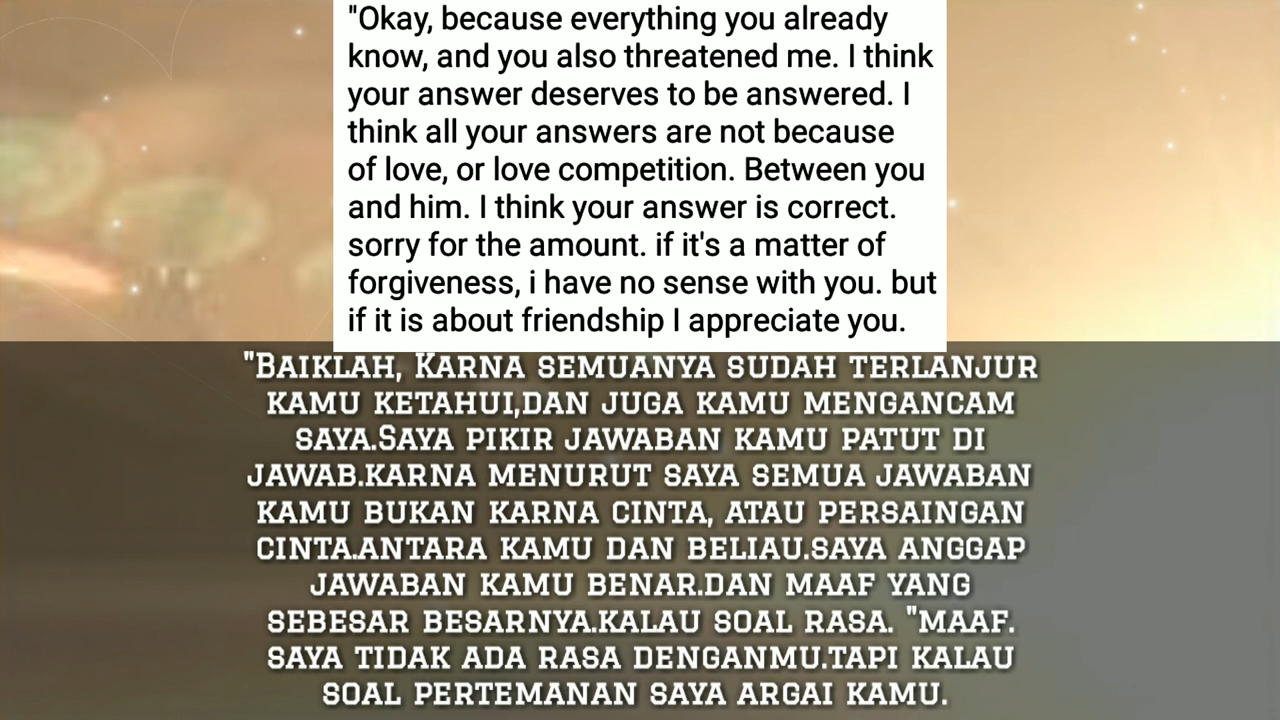 "Okay, because everything you already
know, and you also threatened me. I think
your answer deserves to be answered. I
think all your answers are not because
of love, or love competition. Between you
and him. I think your answer is correct.
sorry for the amount. if it's a matter of
forgiveness, i have no sense with you. but
if it is about friendship I appreciate you.
"Baiklah, Karna semuanya sudah terlanjur
kamu ketahui,dan juga kamu mengancam
saya.Saya pikir jawaban kamu patut di
jawab.karna menurut saya semua jawaban
kamu bukan karna cinta, atau persaingan
cinta.antara kamu dan beliau.saya anggap
jawaban kamu benar.dan maaf yang
sebesar besarnya.kalau soal rasa. "maaf.
saya tidak ada rasa denganmu.tapi kalau
soal pertemanan saya argai kamu.